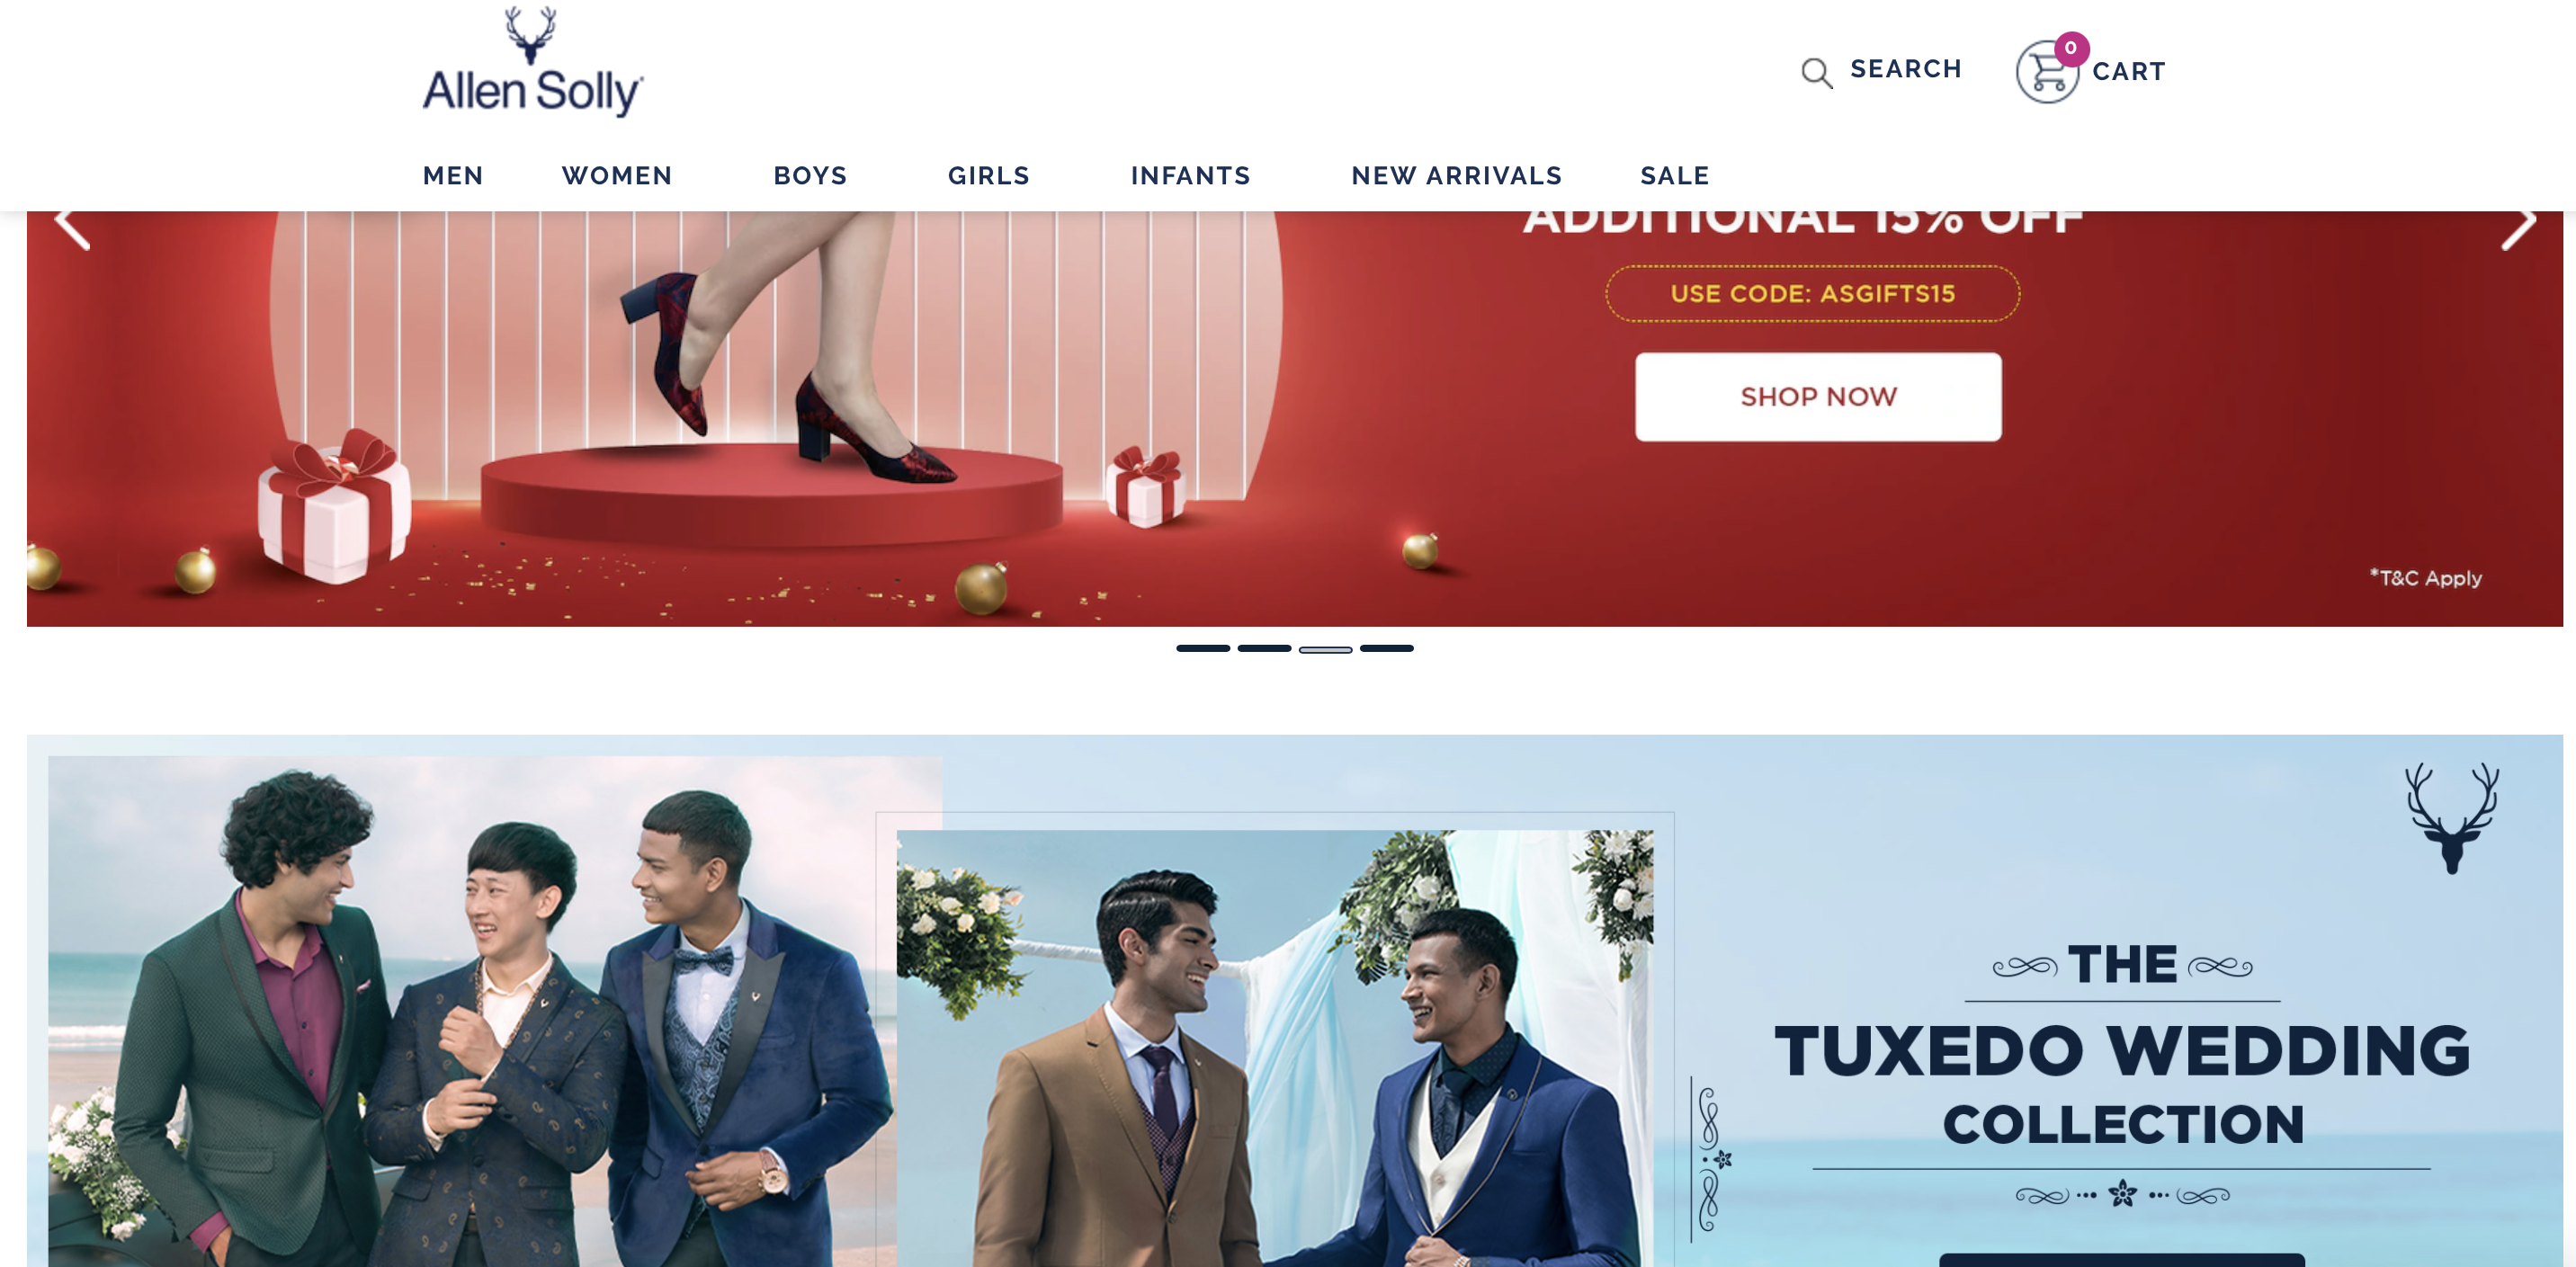 Allen Solly
SEARCH
0
CART
MEN WOMEN BOYS GIRLS INFANTS NEW ARRIVALS SALE
ADDITIONAL 15% OFF
USE CODE: ASGIFTS15
SHOP NOW
*T&C Apply
THE
TUXEDO WEDDING
COLLECTION